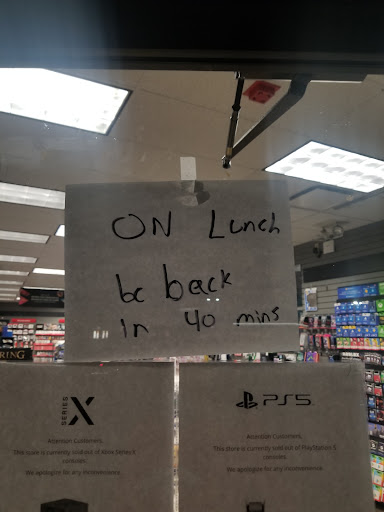 ON Lunch
be back
in 40 mins
RING
SERIES X
Attention Customers,
This store is currently sold out of Xbox Series X
consoles.
We apologize for any inconvenience.
PS5
Attention Customers,
This store is currently sold out of PlayStation 5
consoles.
We apologize for any inconvenience.